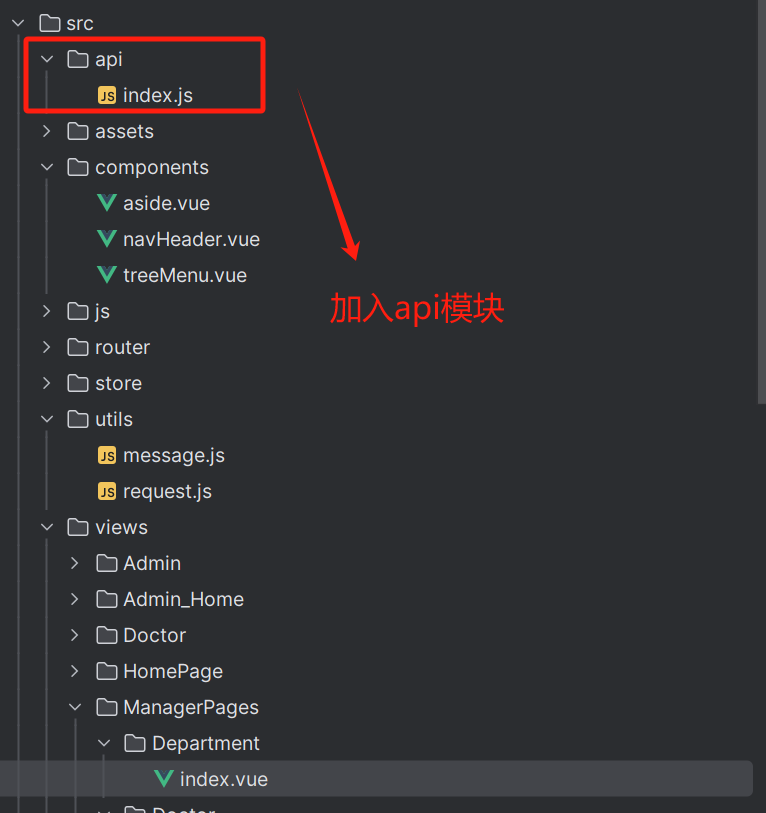 src
api
JS index.js
assets
components
aside.vue
navHeader.vue
treeMenu.vue
js
加入api模块
router
store
utils
JS message.js
JS request.js
views
Admin
Admin_Home
Doctor
HomePage
ManagerPages
Department
index.vue
Doctor